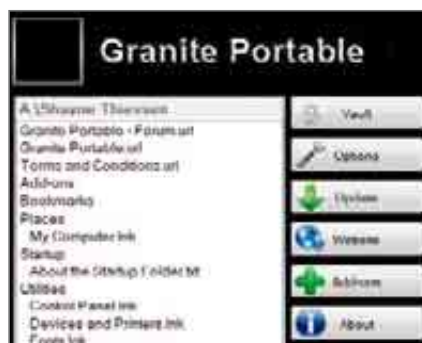 Granite Portable
Granite Portable - Forum.url
Granite Portable.url
Terms and Conditions.url
Add-ons
Bookmarks
Places
My Computer.lnk
Startup
About the Startup Folder.txt
Utilities
Control Panel.lnk
Devices and Printers.lnk
Fonts.lnk
Vault
Options
Update
Website
Add-ons
About